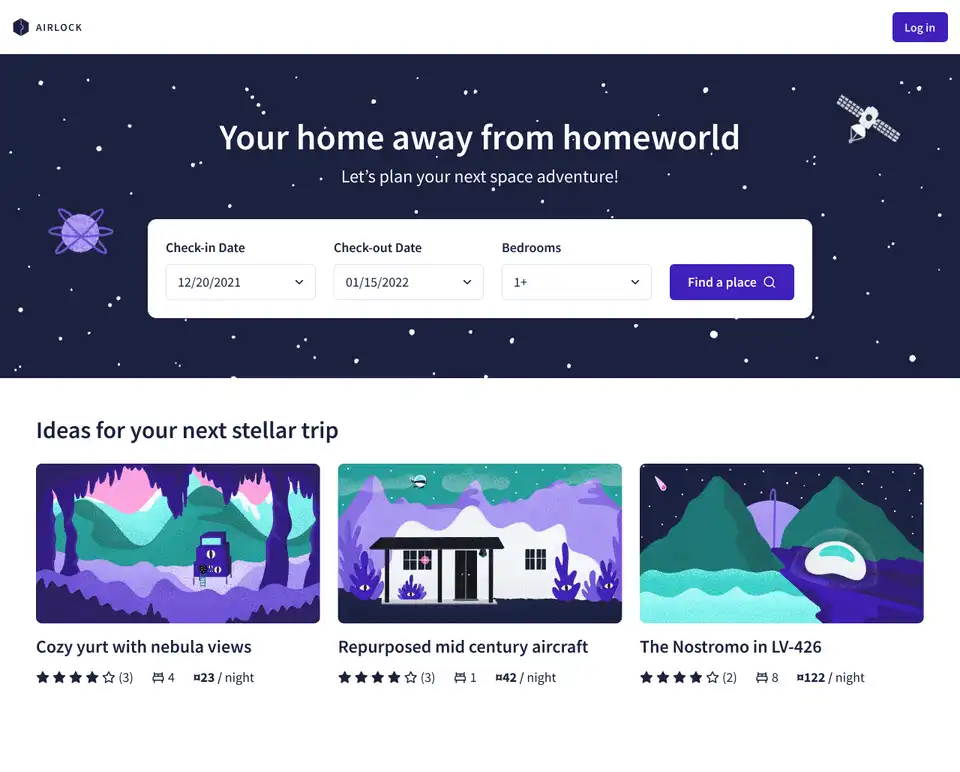 AIRLOCK
Log in
Your home away from homeworld
Let’s plan your next space adventure!
Check-in Date
Check-out Date
Bedrooms
12/20/2021
01/15/2022
1+
Find a place
Ideas for your next stellar trip
Cozy yurt with nebula views
(3) 4 ¤23 / night
Repurposed mid century aircraft
(3) 1 ¤42 / night
The Nostromo in LV-426
(2) 8 ¤122 / night